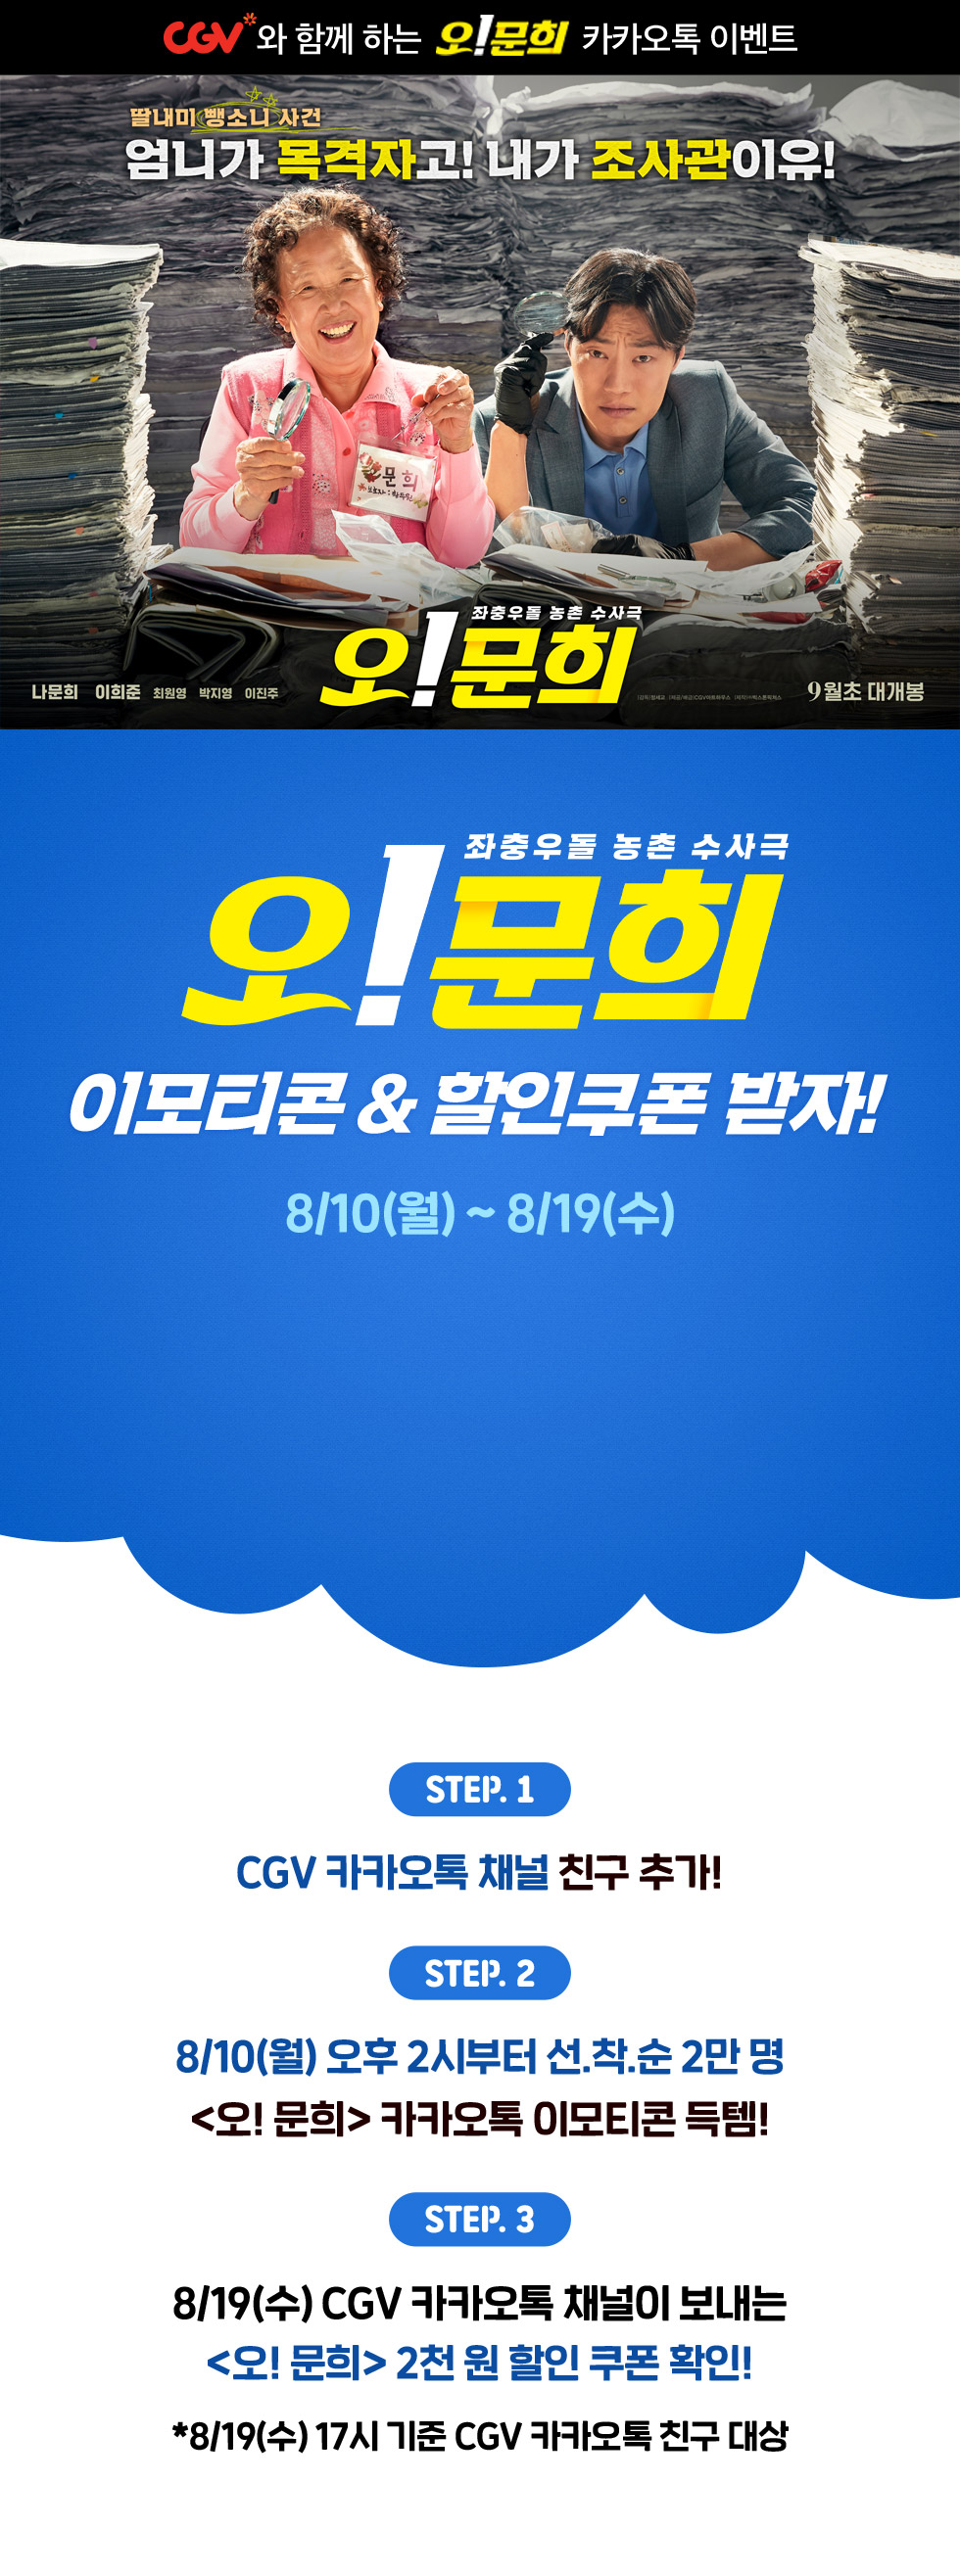 CGV와 함께 하는 오!문희 카카오톡 이벤트
딸내미 뺑소니 사건
엄니가 목격자고! 내가 조사관이유!
문희
좌충우돌 농촌 수사극
오!문희
나문희 이희준 최원영 박지영 이진주
9월초 대개봉
좌충우돌 농촌 수사극
오!문희
이모티콘 & 할인쿠폰 받자!
8/10(월) ~ 8/19(수)
STEP. 1
CGV 카카오톡 채널 친구 추가!
STEP. 2
8/10(월) 오후 2시부터 선.착.순 2만 명
<오! 문희> 카카오톡 이모티콘 득템!
STEP. 3
8/19(수) CGV 카카오톡 채널이 보내는
<오! 문희> 2천 원 할인 쿠폰 확인!
*8/19(수) 17시 기준 CGV 카카오톡 친구 대상